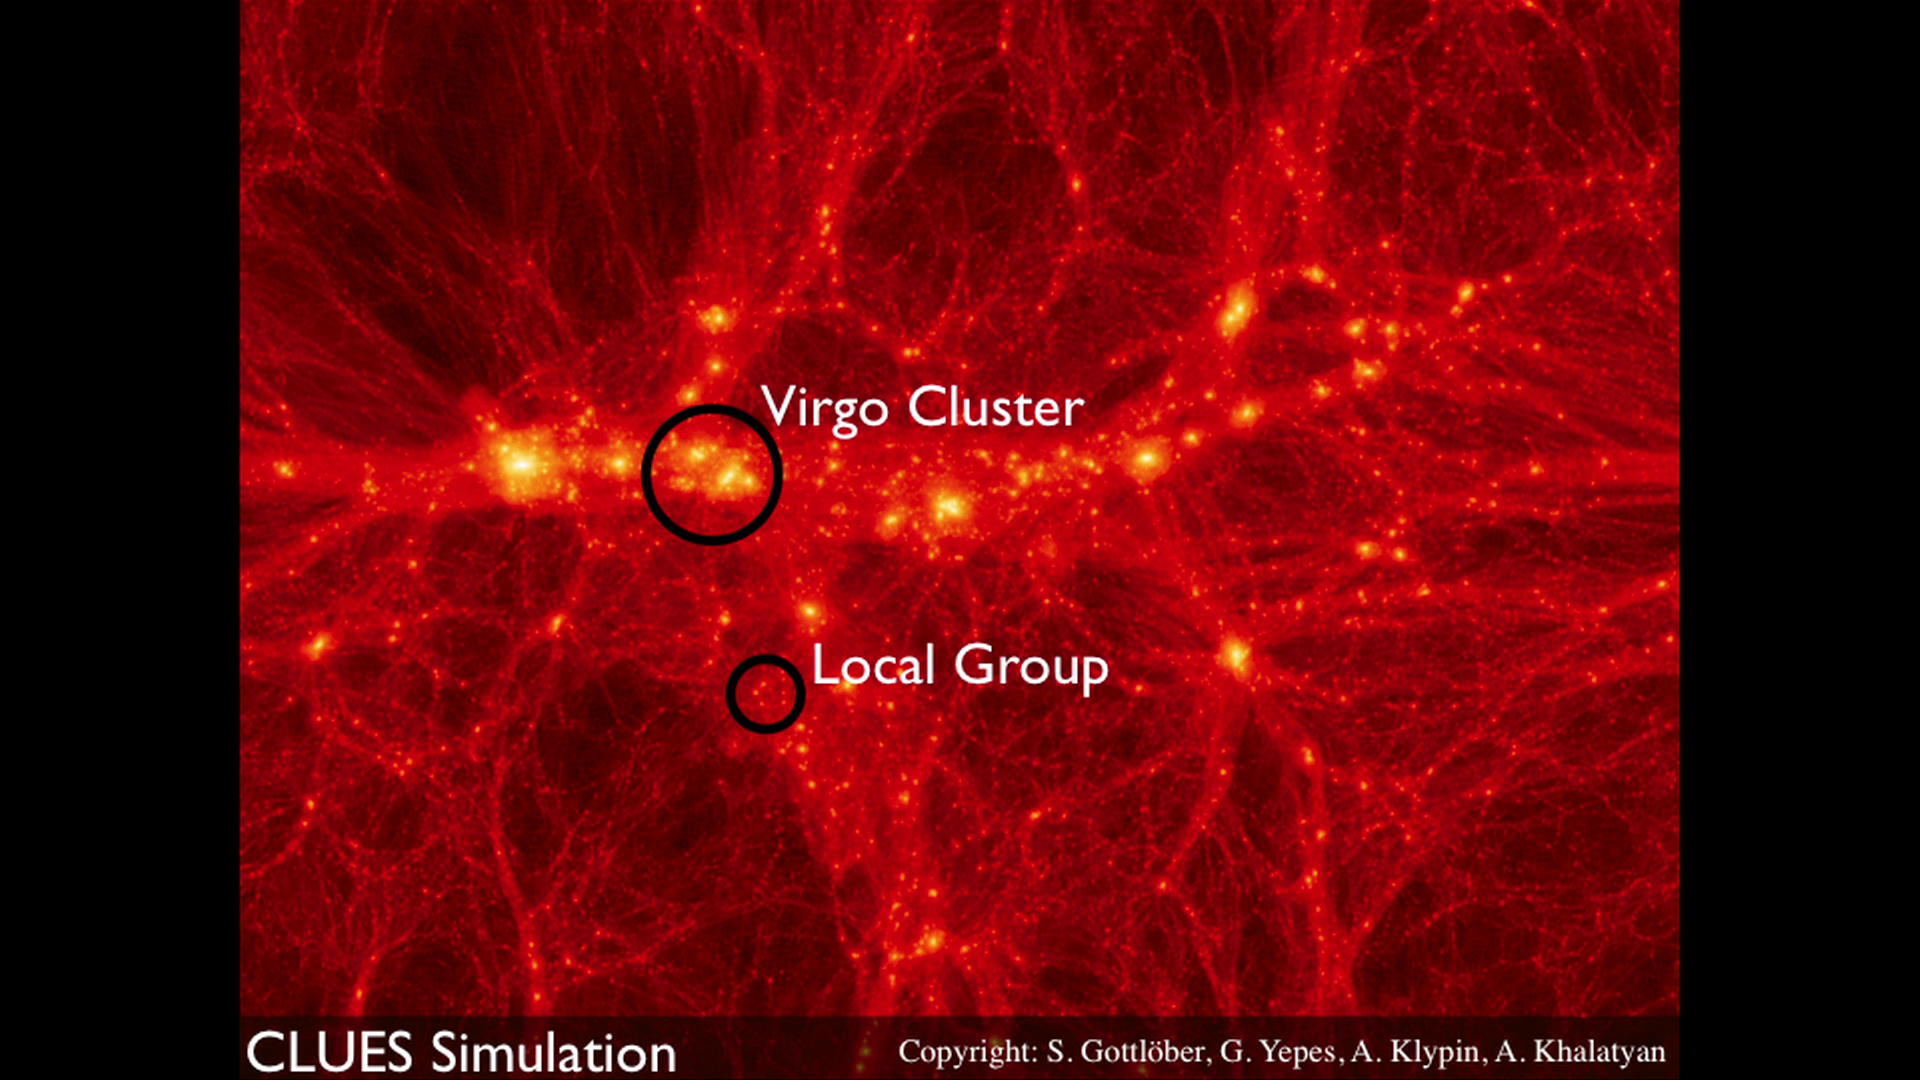 Virgo Cluster
Local Group
CLUES Simulation
Copyright: S. Gottlöber, G. Yepes, A. Klypin, A. Khalatyan